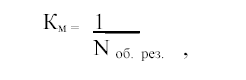 Км = 1
N об. рез. ,